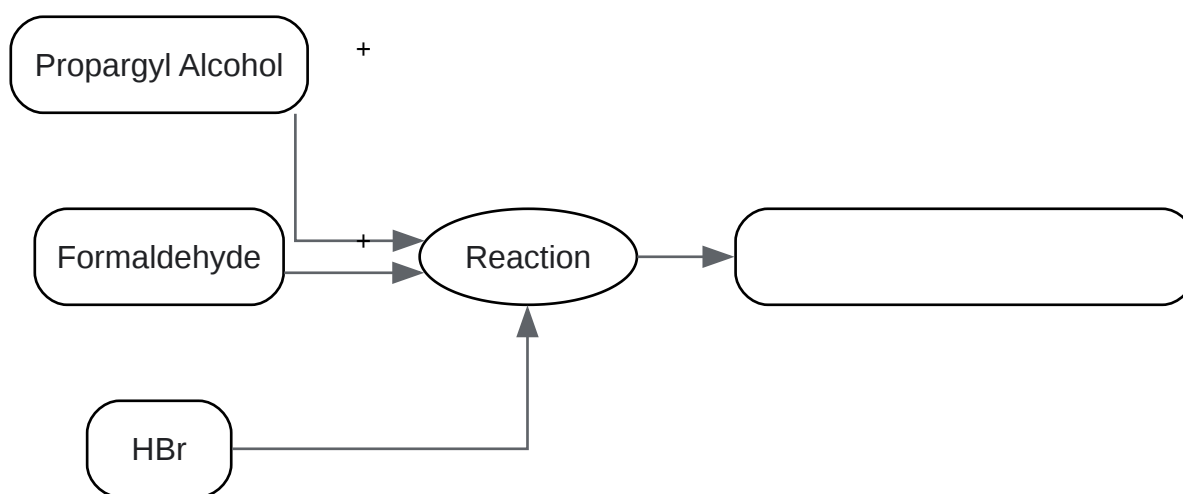 Propargyl Alcohol
+
Formaldehyde
+
Reaction
HBr